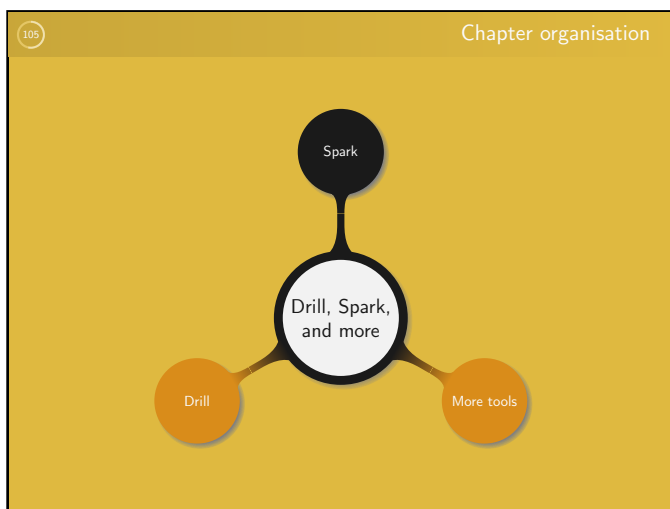 105
Chapter organisation
Spark
Drill, Spark,
and more
Drill
More tools